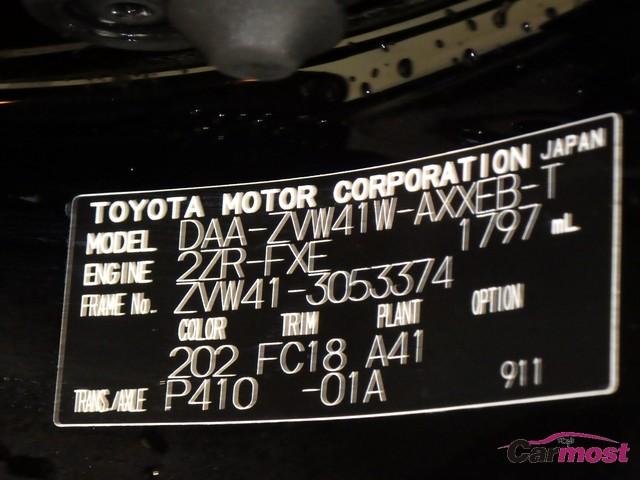 TOYOTA MOTOR CORPORATION JAPAN
MODEL DAA-ZVW41W-AXXEB-T
ENGINE 2ZR-FXE 1797 mL
FRAME No. ZVW41-3053374
COLOR TRIM PLANT OPTION
202 FC18 A41
TRANS./AXLE P410 -01A 911
Carmost